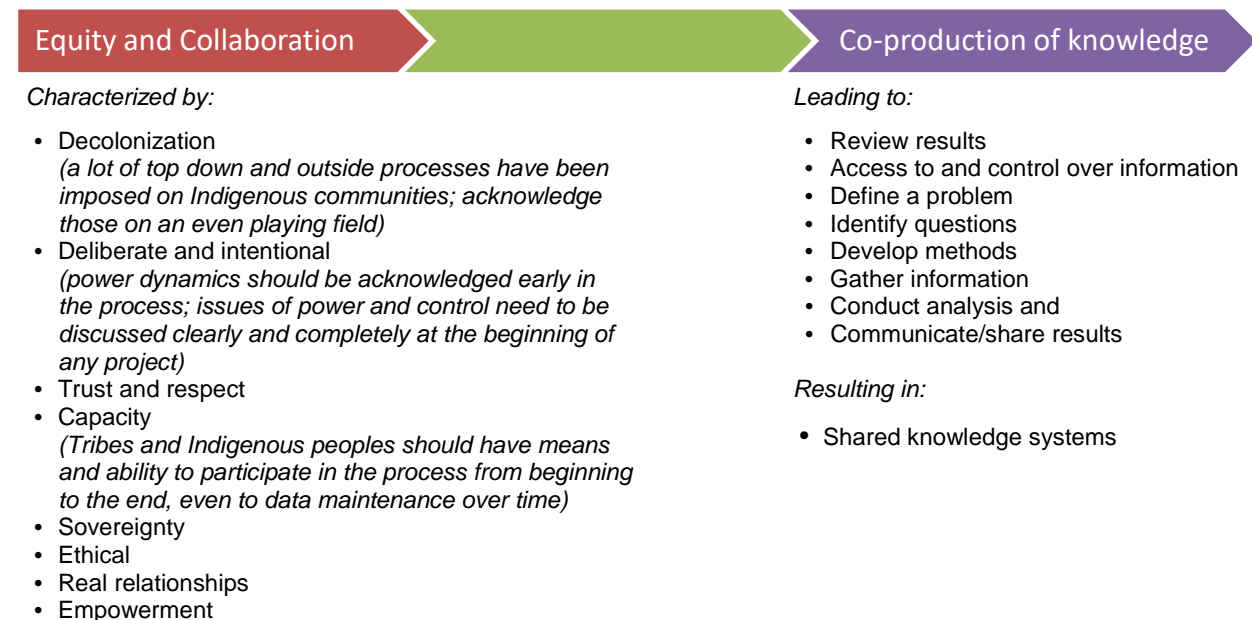 Equity and Collaboration
Co-production of knowledge
Characterized by:
• Decolonization
(a lot of top down and outside processes have been
imposed on Indigenous communities; acknowledge
those on an even playing field)
• Deliberate and intentional
(power dynamics should be acknowledged early in
the process; issues of power and control need to be
discussed clearly and completely at the beginning of
any project)
• Trust and respect
• Capacity
(Tribes and Indigenous peoples should have means
and ability to participate in the process from beginning
to the end, even to data maintenance over time)
• Sovereignty
• Ethical
• Real relationships
• Empowerment
Leading to:
• Review results
• Access to and control over information
• Define a problem
• Identify questions
• Develop methods
• Gather information
• Conduct analysis and
• Communicate/share results
Resulting in:
• Shared knowledge systems